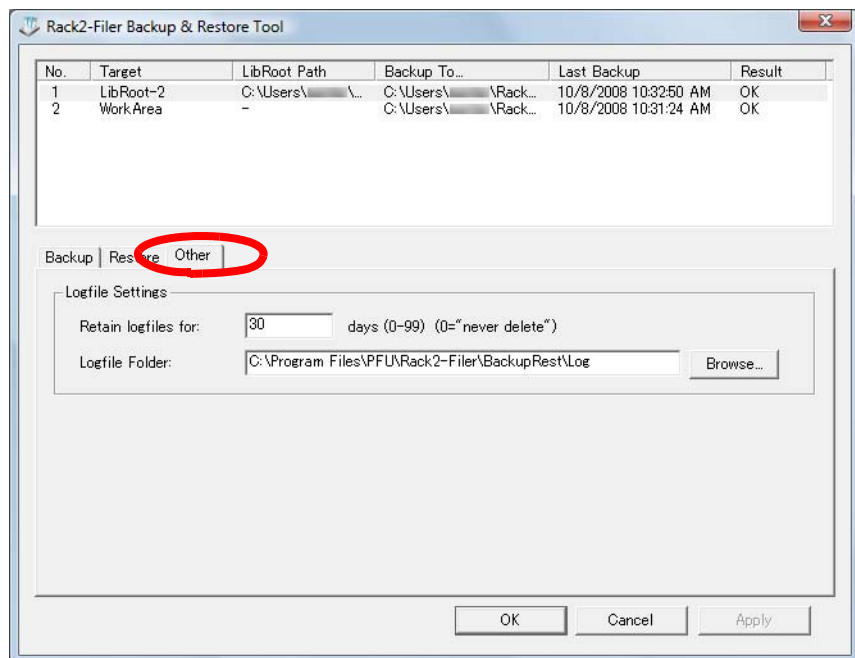 Rack2-Filer Backup & Restore Tool
No. Target LibRoot Path Backup To... Last Backup Result
1 LibRoot-2 C:\Users\ \... C:\Users\ \Rack... 10/8/2008 10:32:50 AM OK
2 WorkArea - C:\Users\ \Rack... 10/8/2008 10:31:24 AM OK
Backup Restore Other
Logfile Settings
Retain logfiles for: 30 days (0-99) (0="never delete")
Logfile Folder: C:\Program Files\PFU\Rack2-Filer\BackupRest\Log Browse...
OK Cancel Apply